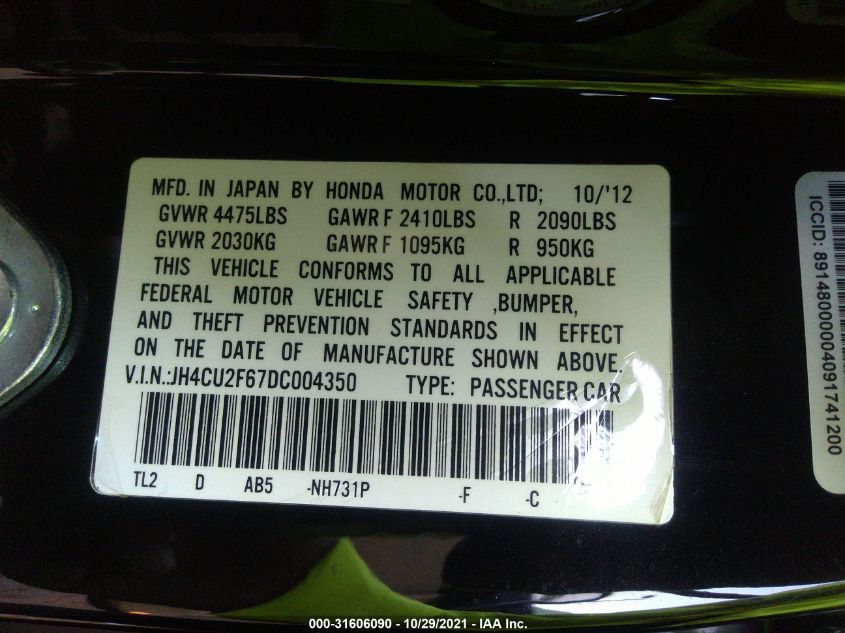 MFD. IN JAPAN BY HONDA MOTOR CO.,LTD; 10/'12
GVWR 4475LBS GAWR F 2410LBS R 2090LBS
GVWR 2030KG GAWR F 1095KG R 950KG
THIS VEHICLE CONFORMS TO ALL APPLICABLE
FEDERAL MOTOR VEHICLE SAFETY ,BUMPER,
AND THEFT PREVENTION STANDARDS IN EFFECT
ON THE DATE OF MANUFACTURE SHOWN ABOVE.
V.I.N.:JH4CU2F67DC004350 TYPE: PASSENGER CAR
TL2 D AB5 -NH731P -F -C
ICCID: 89148000004091741200
000-31606090 - 10/29/2021 - IAA Inc.